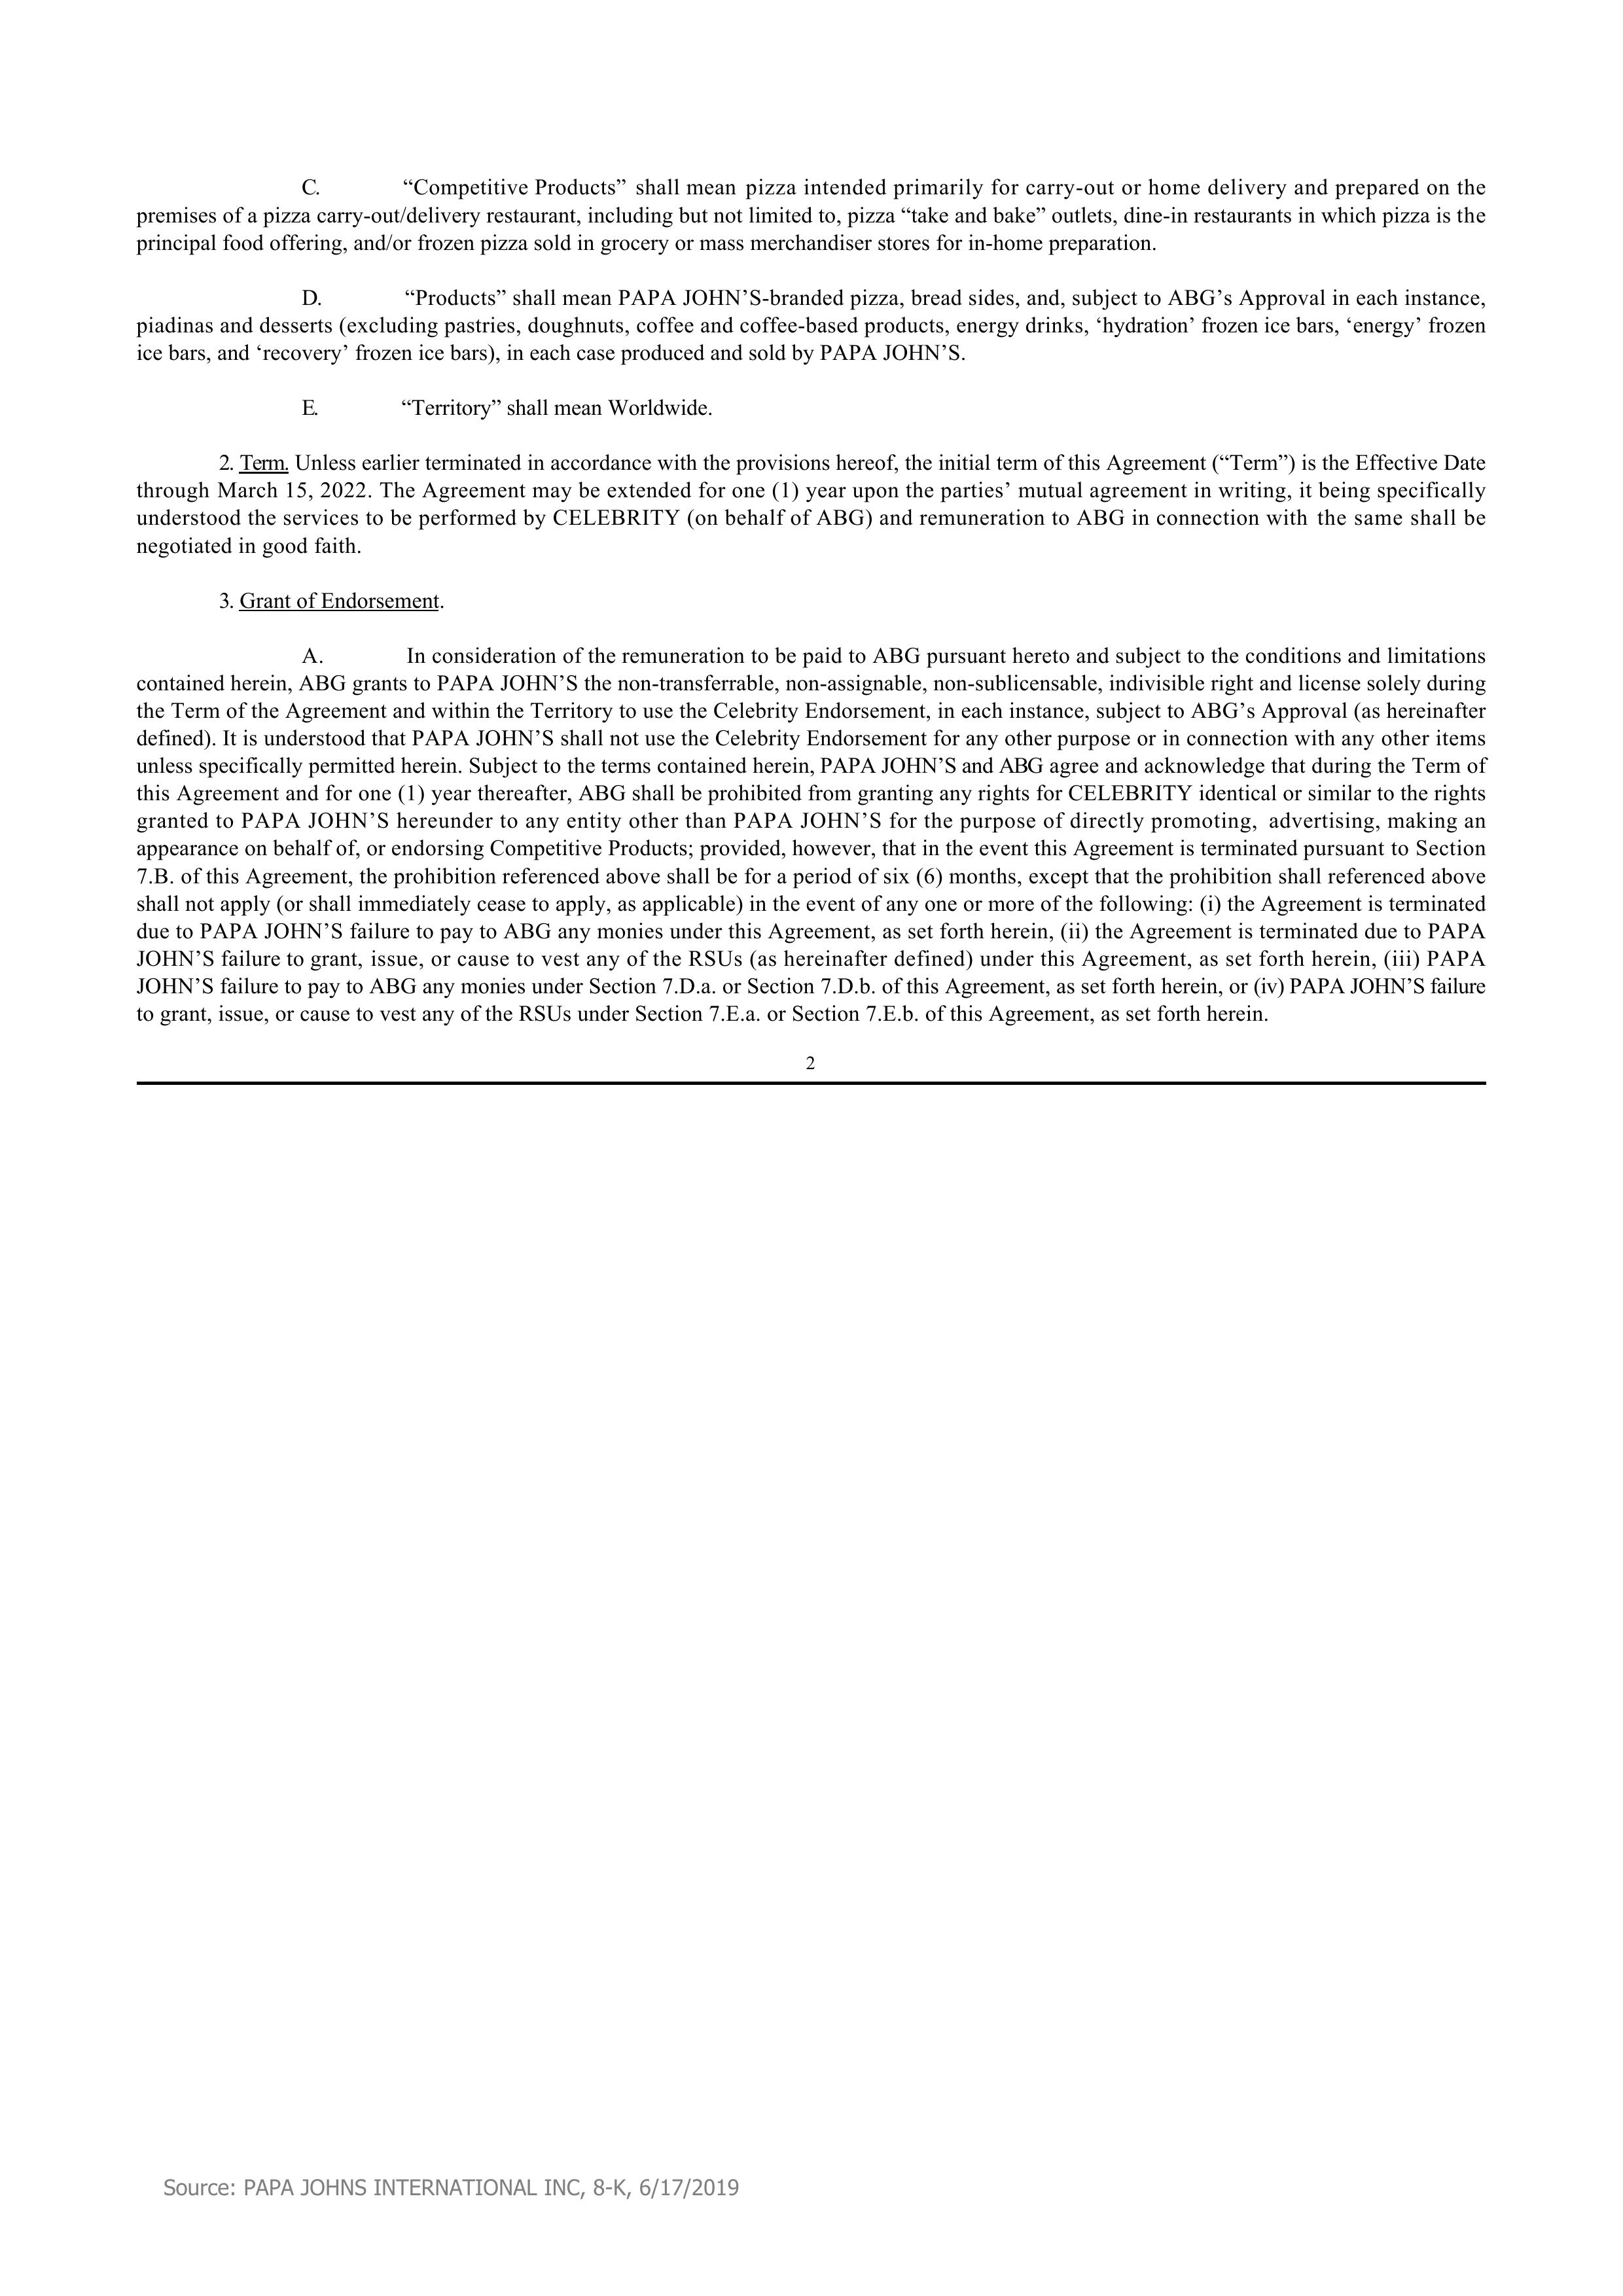 C. “Competitive Products” shall mean pizza intended primarily for carry-out or home delivery and prepared on the
premises of a pizza carry-out/delivery restaurant, including but not limited to, pizza “take and bake” outlets, dine-in restaurants in which pizza is the
principal food offering, and/or frozen pizza sold in grocery or mass merchandiser stores for in-home preparation.
D. “Products” shall mean PAPA JOHN’S-branded pizza, bread sides, and, subject to ABG’s Approval in each instance,
piadinas and desserts (excluding pastries, doughnuts, coffee and coffee-based products, energy drinks, ‘hydration’ frozen ice bars, ‘energy’ frozen
ice bars, and ‘recovery’ frozen ice bars), in each case produced and sold by PAPA JOHN’S.
E. “Territory” shall mean Worldwide.
2. Term. Unless earlier terminated in accordance with the provisions hereof, the initial term of this Agreement (“Term”) is the Effective Date
through March 15, 2022. The Agreement may be extended for one (1) year upon the parties’ mutual agreement in writing, it being specifically
understood the services to be performed by CELEBRITY (on behalf of ABG) and remuneration to ABG in connection with the same shall be
negotiated in good faith.
3. Grant of Endorsement.
A. In consideration of the remuneration to be paid to ABG pursuant hereto and subject to the conditions and limitations
contained herein, ABG grants to PAPA JOHN’S the non-transferrable, non-assignable, non-sublicensable, indivisible right and license solely during
the Term of the Agreement and within the Territory to use the Celebrity Endorsement, in each instance, subject to ABG’s Approval (as hereinafter
defined). It is understood that PAPA JOHN’S shall not use the Celebrity Endorsement for any other purpose or in connection with any other items
unless specifically permitted herein. Subject to the terms contained herein, PAPA JOHN’S and ABG agree and acknowledge that during the Term of
this Agreement and for one (1) year thereafter, ABG shall be prohibited from granting any rights for CELEBRITY identical or similar to the rights
granted to PAPA JOHN’S hereunder to any entity other than PAPA JOHN’S for the purpose of directly promoting, advertising, making an
appearance on behalf of, or endorsing Competitive Products; provided, however, that in the event this Agreement is terminated pursuant to Section
7.B. of this Agreement, the prohibition referenced above shall be for a period of six (6) months, except that the prohibition shall referenced above
shall not apply (or shall immediately cease to apply, as applicable) in the event of any one or more of the following: (i) the Agreement is terminated
due to PAPA JOHN’S failure to pay to ABG any monies under this Agreement, as set forth herein, (ii) the Agreement is terminated due to PAPA
JOHN’S failure to grant, issue, or cause to vest any of the RSUs (as hereinafter defined) under this Agreement, as set forth herein, (iii) PAPA
JOHN’S failure to pay to ABG any monies under Section 7.D.a. or Section 7.D.b. of this Agreement, as set forth herein, or (iv) PAPA JOHN’S failure
to grant, issue, or cause to vest any of the RSUs under Section 7.E.a. or Section 7.E.b. of this Agreement, as set forth herein.
2
Source: PAPA JOHNS INTERNATIONAL INC, 8-K, 6/17/2019